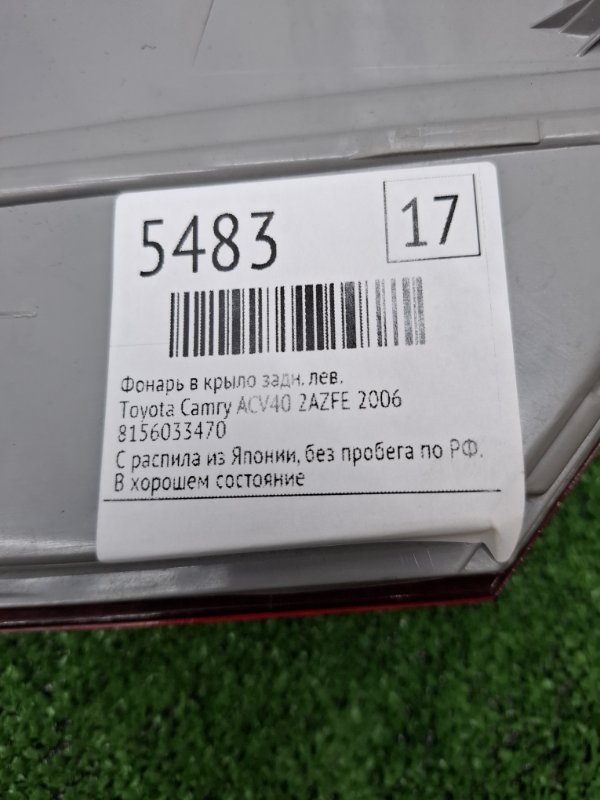 5483
17
Фонарь в крыло задн. лев.
Toyota Camry ACV40 2AZFE 2006
8156033470
С распила из Японии, без пробега по РФ.
В хорошем состояние